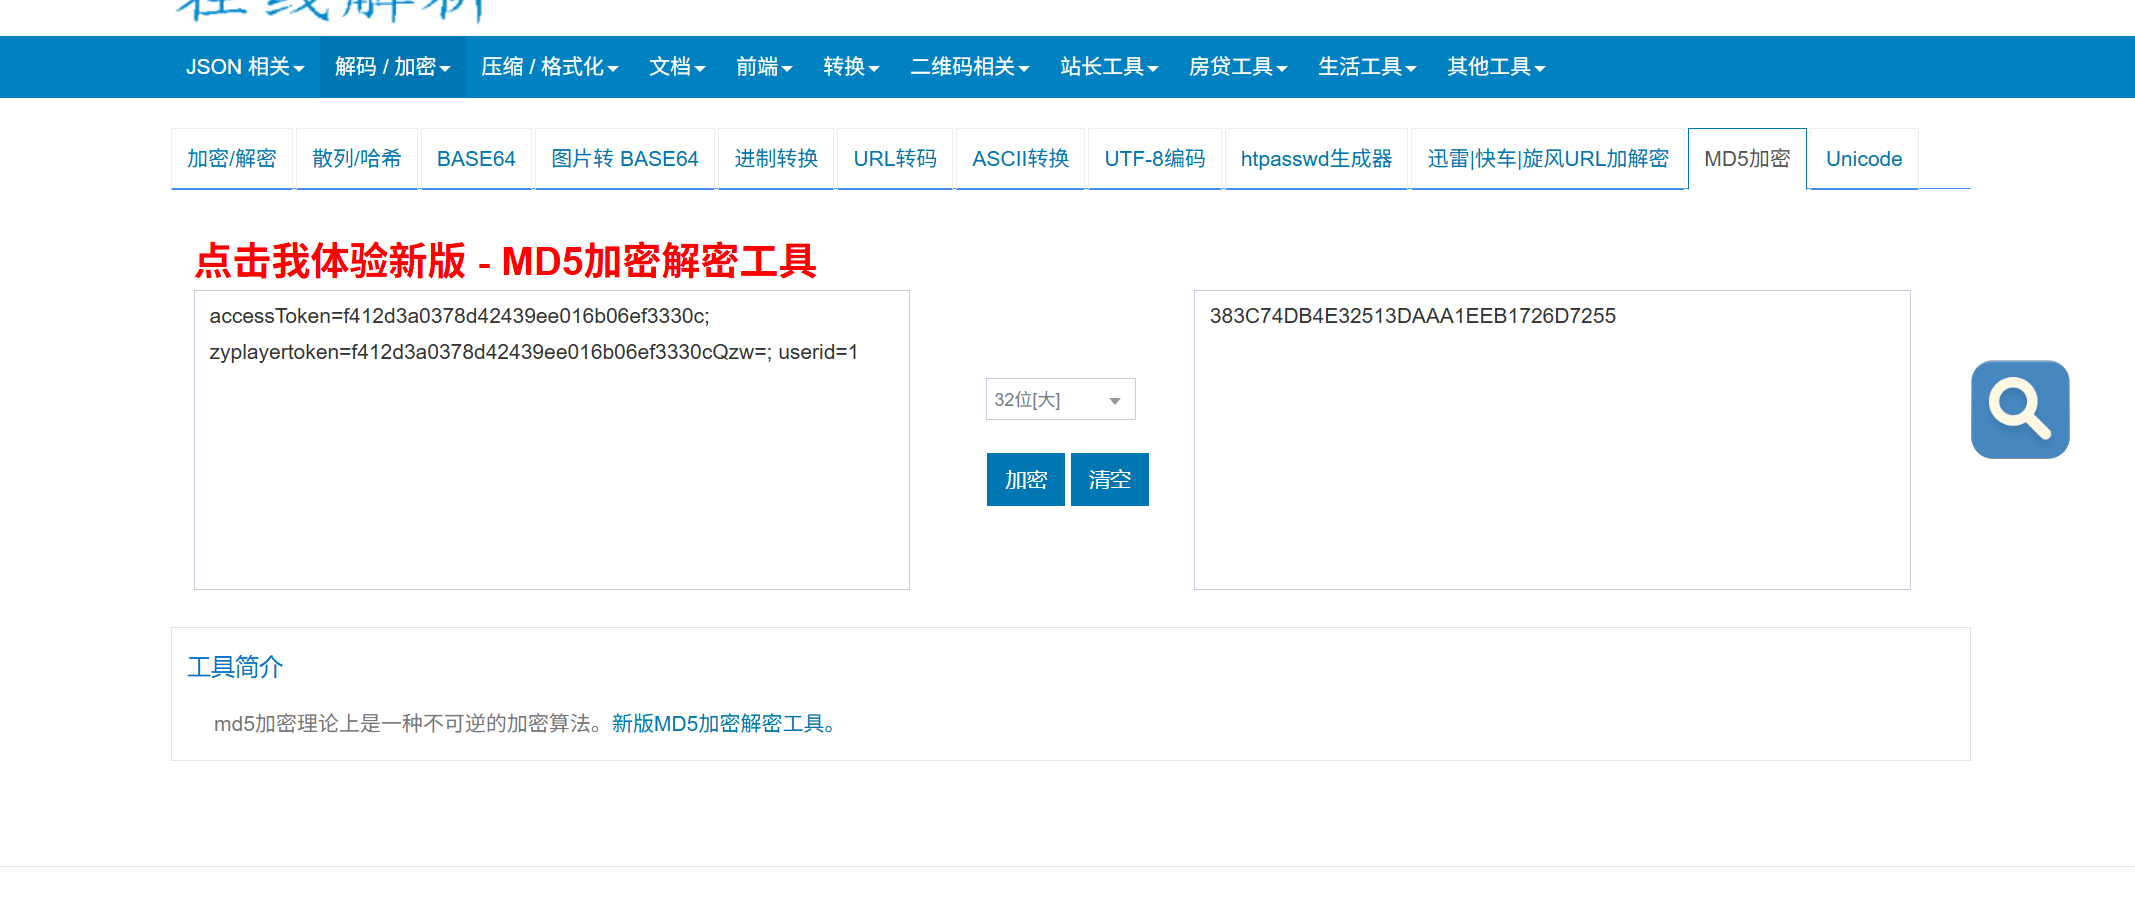 在线解析
JSON 相关 解码 / 加密 压缩 / 格式化 文档 前端 转换 二维码相关 站长工具 房贷工具 生活工具 其他工具
加密/解密 散列/哈希 BASE64 图片转 BASE64 进制转换 URL转码 ASCII转换 UTF-8编码 htpasswd生成器 迅雷|快车|旋风URL加解密 MD5加密 Unicode
点击我体验新版 - MD5加密解密工具
accessToken=f412d3a0378d42439ee016b06ef3330c;
zyplayertoken=f412d3a0378d42439ee016b06ef3330cQzw=; userid=1
383C74DB4E32513DAAA1EEB1726D7255
32位[大]
加密 清空
工具简介
md5加密理论上是一种不可逆的加密算法。新版MD5加密解密工具。